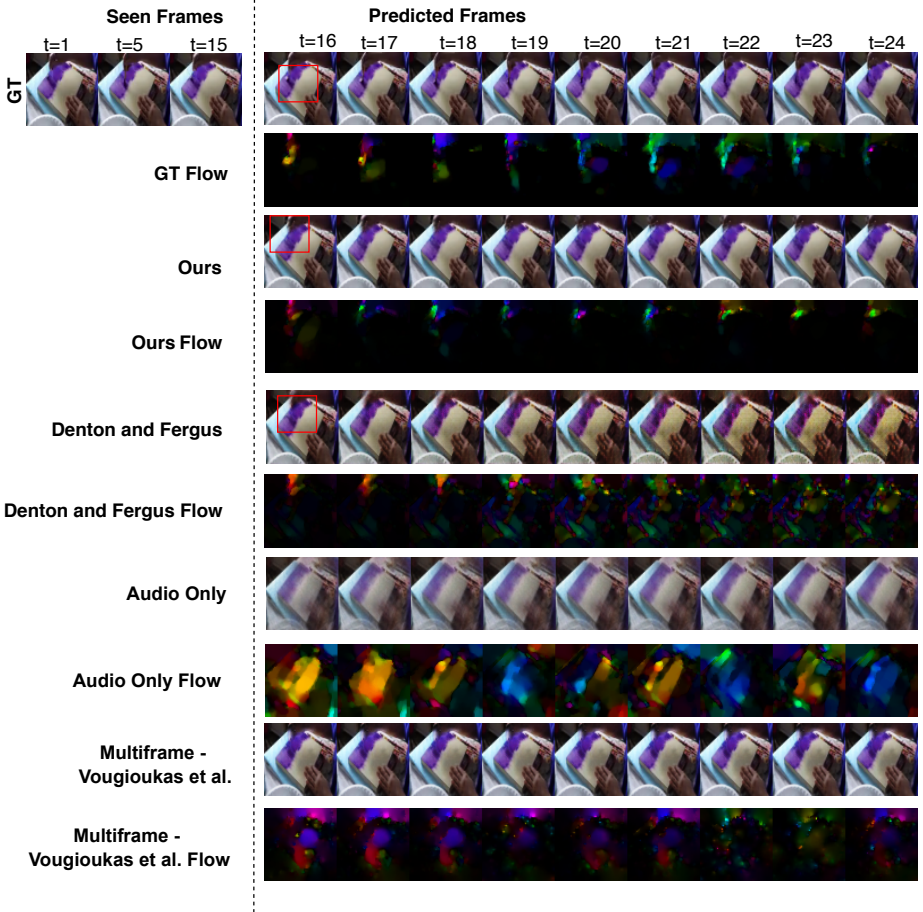 Seen Frames
Predicted Frames
t=1
t=5
t=15
t=16
t=17
t=18
t=19
t=20
t=21
t=22
t=23
t=24
GT
GT Flow
Ours
Ours Flow
Denton and Fergus
Denton and Fergus Flow
Audio Only
Audio Only Flow
Multiframe -
Vougioukas et al.
Multiframe -
Vougioukas et al. Flow